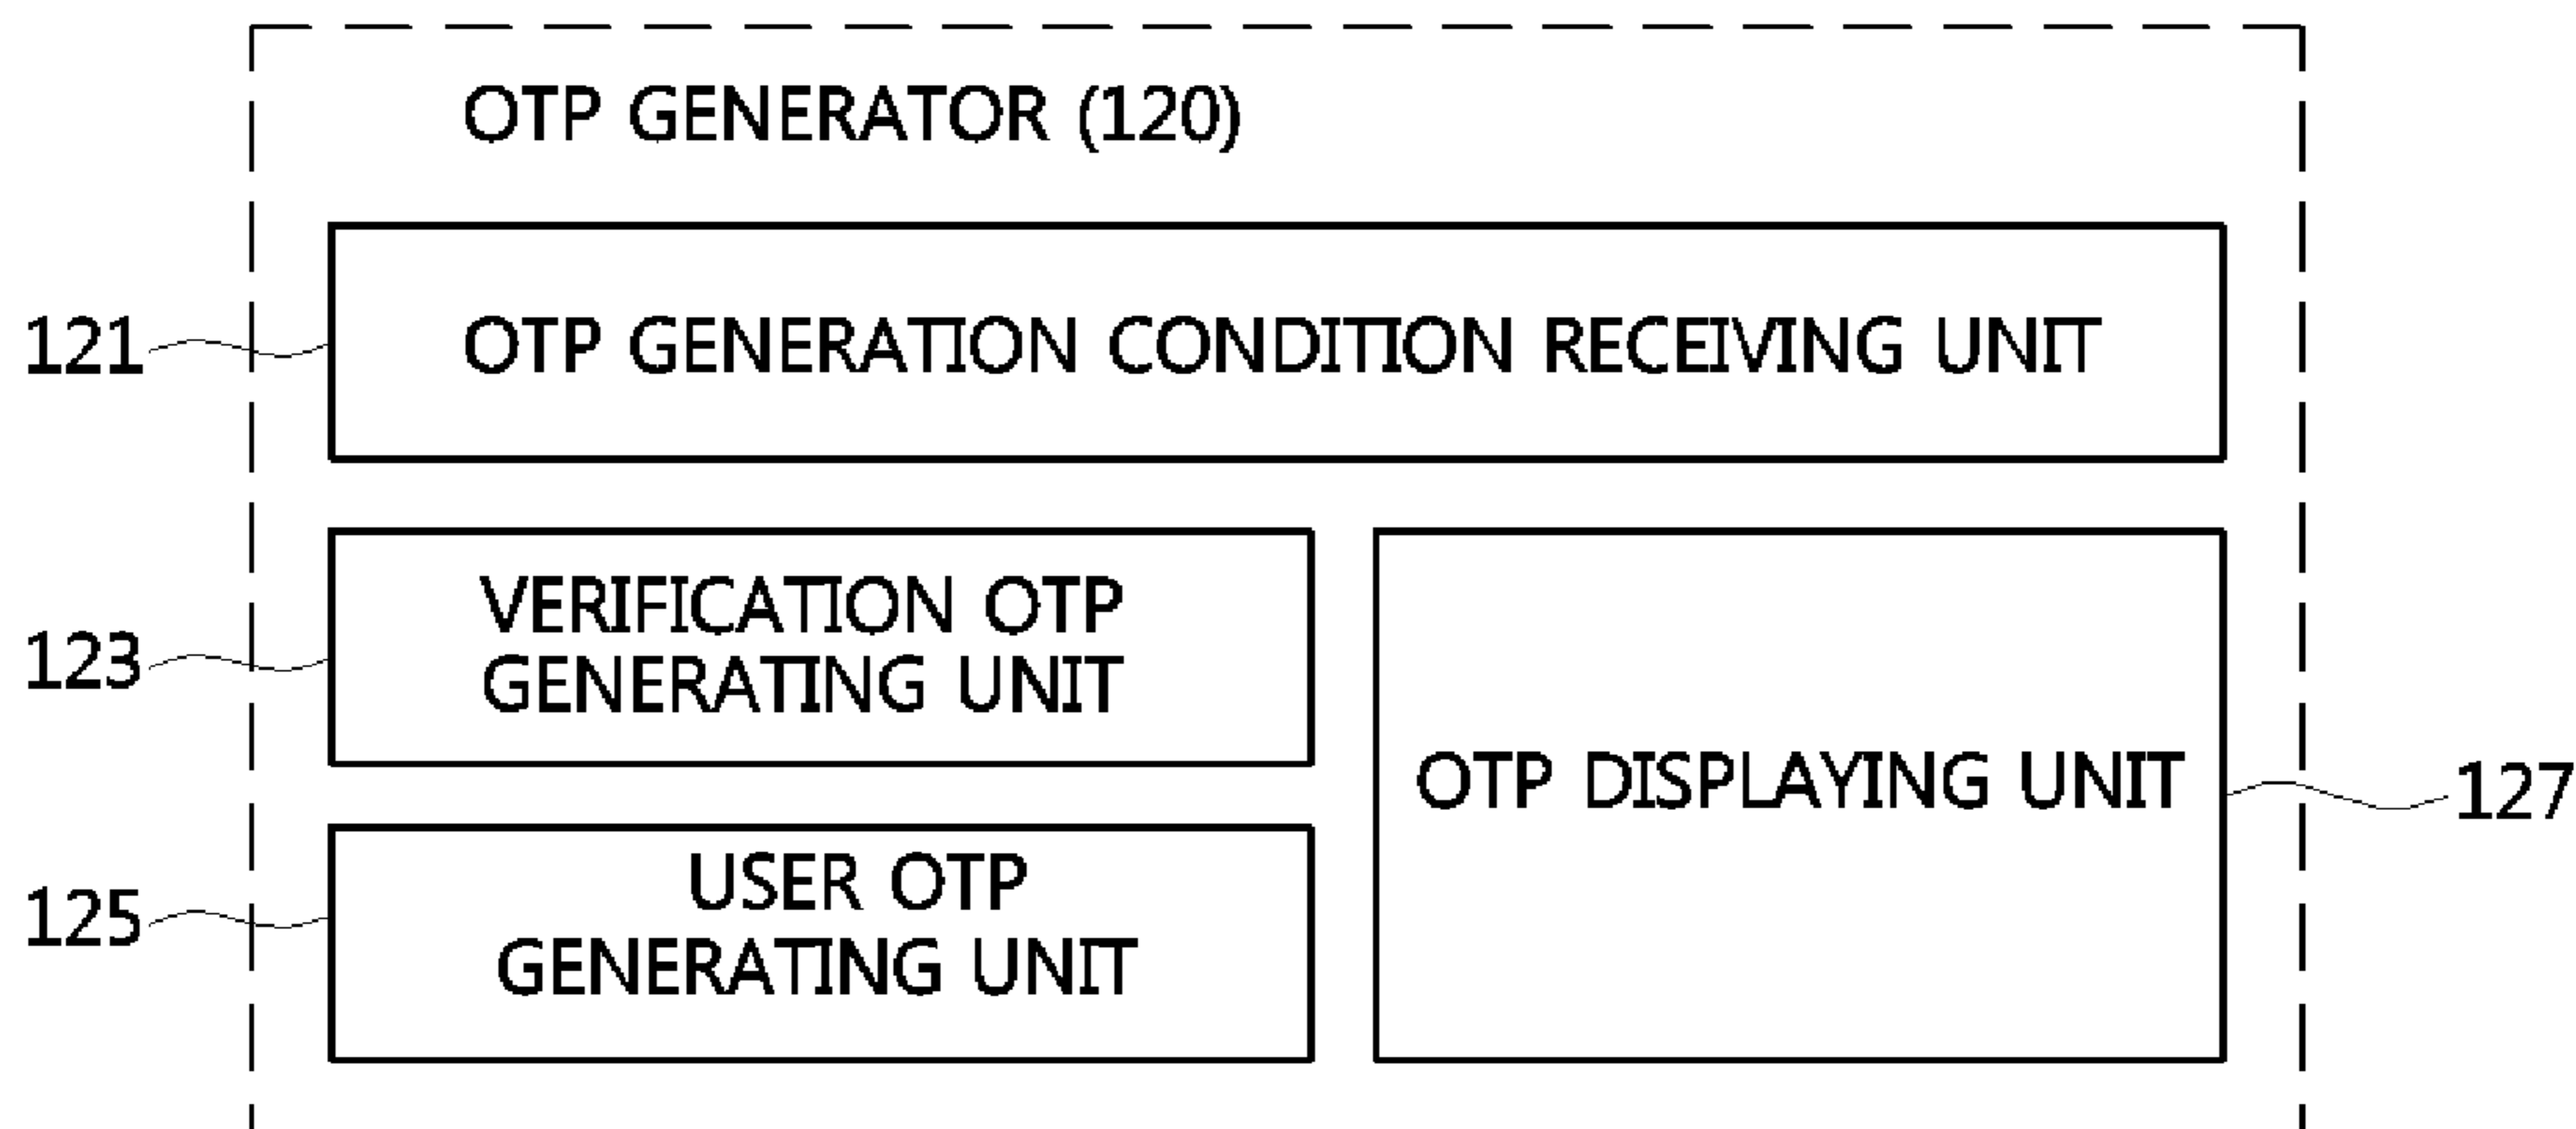 OTP GENERATOR (120)
121
OTP GENERATION CONDITION RECEIVING UNIT
123
VERIFICATION OTP
GENERATING UNIT
OTP DISPLAYING UNIT
127
125
USER OTP
GENERATING UNIT